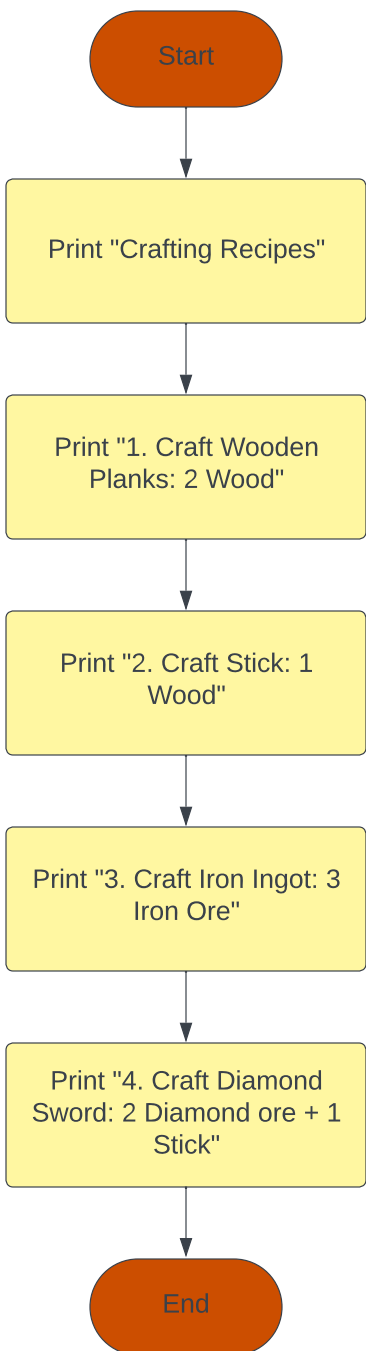 Start
Print "Crafting Recipes"
Print "1. Craft Wooden
Planks: 2 Wood"
Print "2. Craft Stick: 1
Wood"
Print "3. Craft Iron Ingot: 3
Iron Ore"
Print "4. Craft Diamond
Sword: 2 Diamond ore + 1
Stick"
End